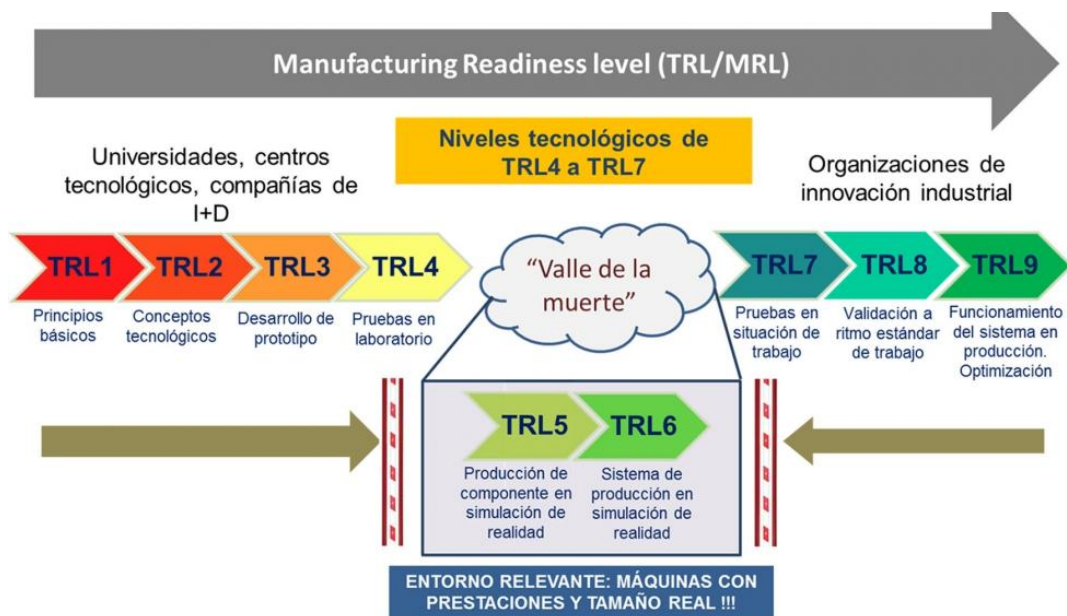 Manufacturing Readiness level (TRL/MRL)
Universidades, centros
tecnológicos, compañías de
I+D
Niveles tecnológicos de
TRL4 a TRL7
Organizaciones de
innovación industrial
TRL1
Principios
básicos
TRL2
Conceptos
tecnológicos
TRL3
Desarrollo de
prototipo
TRL4
Pruebas en
laboratorio
“Valle de la
muerte”
TRL7
Pruebas en
situación de
trabajo
TRL8
Validación a
ritmo estándar
de trabajo
TRL9
Funcionamiento
del sistema en
producción.
Optimización
TRL5
Producción de
componente en
simulación de
realidad
TRL6
Sistema de
producción en
simulación de
realidad
ENTORNO RELEVANTE: MÁQUINAS CON
PRESTACIONES Y TAMAÑO REAL !!!